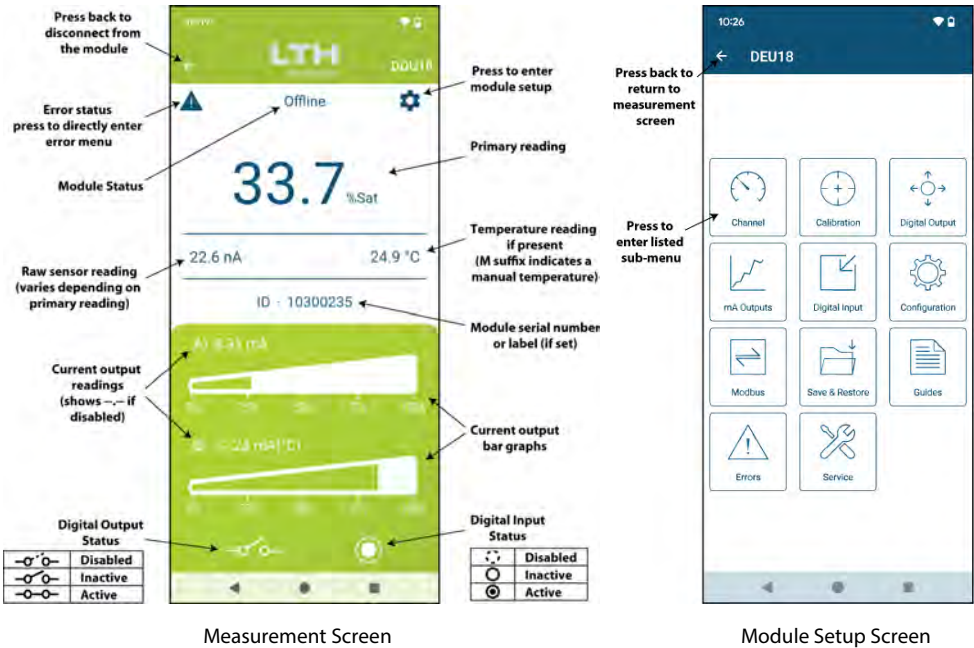 Press back to
disconnect from
the module
LTH
DDU18
Error status
press to directly enter
error menu
Offline
Press to enter
module setup
Module Status
Primary reading
33.7 %Sat
Raw sensor reading
(varies depending on
primary reading)
22.6 nA
24.9 °C
Temperature reading
if present
(M suffix indicates a
manual temperature)
ID : 10300235
Module serial number
or label (if set)
Current output
readings
(shows --.-- if
disabled)
Current output
bar graphs
Digital Output
Status
Disabled
Inactive
Active
Digital Input
Status
Disabled
Inactive
Active
Measurement Screen
10:26
DEU18
Press back to
return to
measurement
screen
Press to
enter listed
sub-menu
Channel
Calibration
Digital Output
mA Outputs
Digital Input
Configuration
Modbus
Save & Restore
Guides
Errors
Service
Module Setup Screen